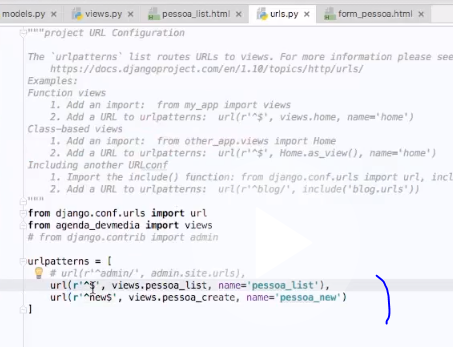 models.py × views.py × pessoa_list.html × urls.py × form_pessoa.html ×
"""project URL Configuration
The `urlpatterns` list routes URLs to views. For more information please see
https://docs.djangoproject.com/en/1.10/topics/http/urls/
Examples:
Function views
1. Add an import:  from my_app import views
2. Add a URL to urlpatterns:  url(r'^$', views.home, name='home')
Class-based views
1. Add an import:  from other_app.views import Home
2. Add a URL to urlpatterns:  url(r'^$', Home.as_view(), name='home')
Including another URLconf
1. Import the include() function: from django.conf.urls import url, incl
2. Add a URL to urlpatterns:  url(r'^blog/', include('blog.urls'))
"""
from django.conf.urls import url
from agenda_devmedia import views
# from django.contrib import admin
urlpatterns = [
# url(r'^admin/', admin.site.urls),
url(r'^$', views.pessoa_list, name='pessoa_list'),
url(r'^new$', views.pessoa_create, name='pessoa_new')
]